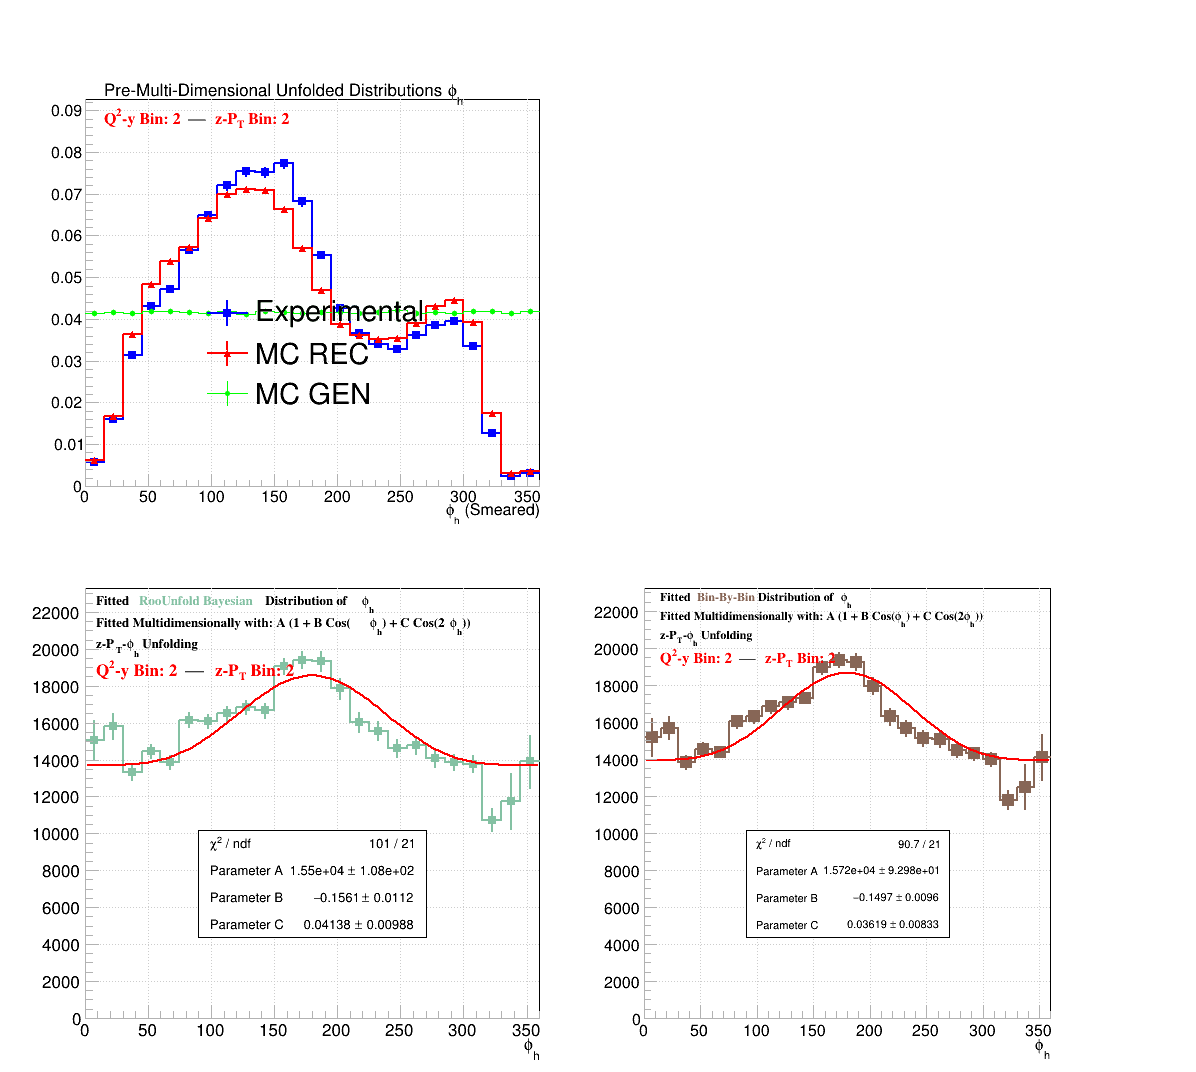 Pre-Multi-Dimensional Unfolded Distributions ϕh
Q2-y Bin: 2 — z-PT Bin: 2
0.09
0.08
0.07
0.06
0.05
0.04
0.03
0.02
0.01
0
Experimental
MC REC
MC GEN
0 50 100 150 200 250 300 350
ϕh (Smeared)
Fitted RooUnfold Bayesian Distribution of ϕh
Fitted Multidimensionally with: A (1 + B Cos( ϕh) + C Cos(2 ϕh))
z-PT-ϕh Unfolding
Q2-y Bin: 2 — z-PT Bin: 2
22000
20000
18000
16000
14000
12000
10000
8000
6000
4000
2000
0
χ2 / ndf 101 / 21
Parameter A 1.55e+04 ± 1.08e+02
Parameter B −0.1561 ± 0.0112
Parameter C 0.04138 ± 0.00988
0 50 100 150 200 250 300 350
ϕh
Fitted Bin-By-Bin Distribution of ϕh
Fitted Multidimensionally with: A (1 + B Cos(ϕh) + C Cos(2ϕh))
z-PT-ϕh Unfolding
Q2-y Bin: 2 — z-PT Bin: 2
22000
20000
18000
16000
14000
12000
10000
8000
6000
4000
2000
0
χ2 / ndf 90.7 / 21
Parameter A 1.572e+04 ± 9.298e+01
Parameter B −0.1497 ± 0.0096
Parameter C 0.03619 ± 0.00833
0 50 100 150 200 250 300 350
ϕh